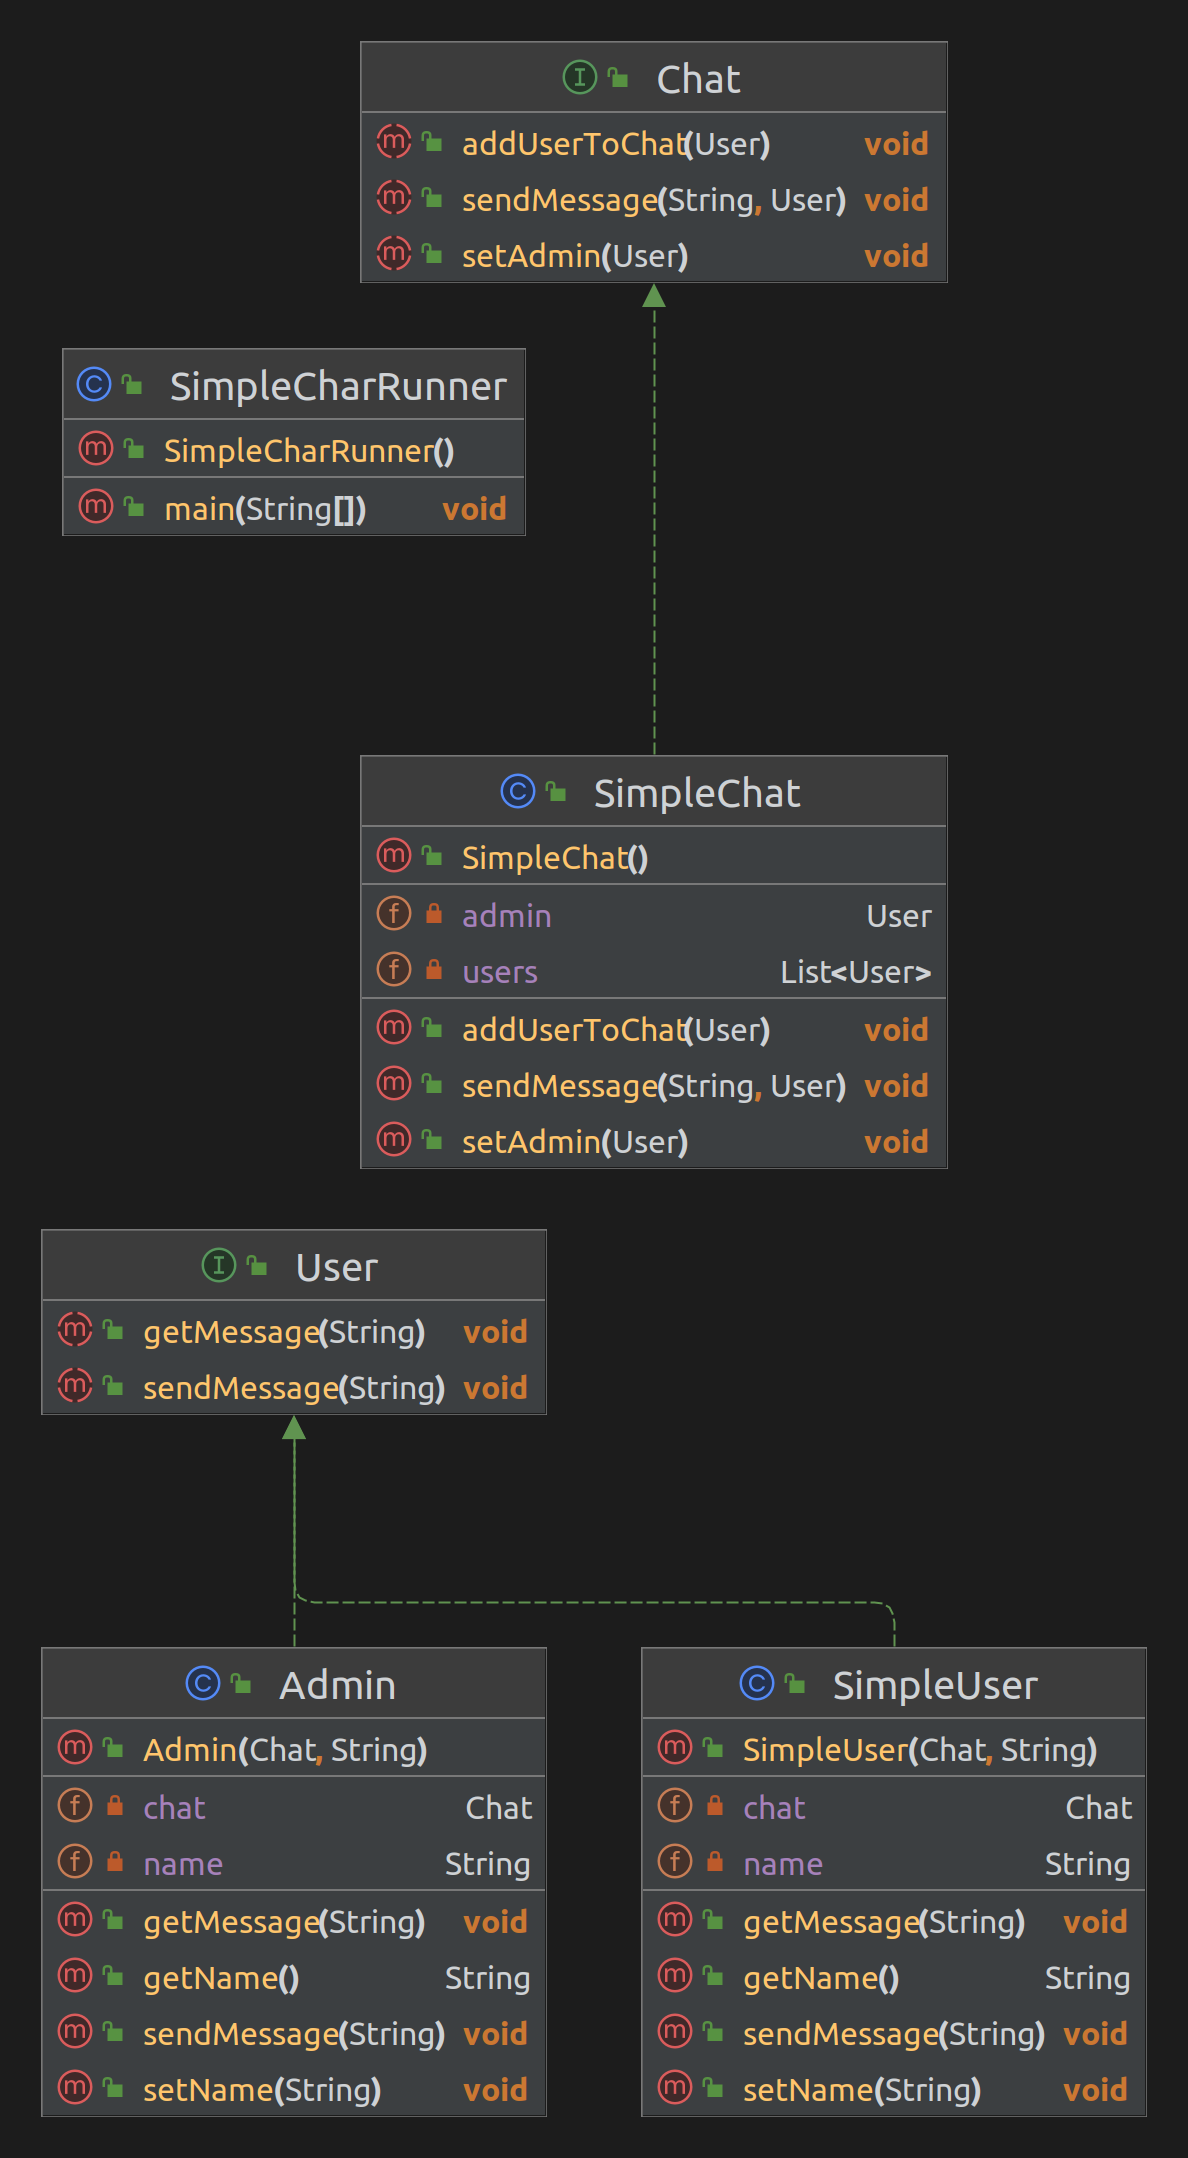 Chat
addUserToChat(User) void
sendMessage(String, User) void
setAdmin(User) void
SimpleCharRunner
SimpleCharRunner()
main(String[]) void
SimpleChat
SimpleChat()
admin User
users List<User>
addUserToChat(User) void
sendMessage(String, User) void
setAdmin(User) void
User
getMessage(String) void
sendMessage(String) void
Admin
Admin(Chat, String)
chat Chat
name String
getMessage(String) void
getName() String
sendMessage(String) void
setName(String) void
SimpleUser
SimpleUser(Chat, String)
chat Chat
name String
getMessage(String) void
getName() String
sendMessage(String) void
setName(String) void